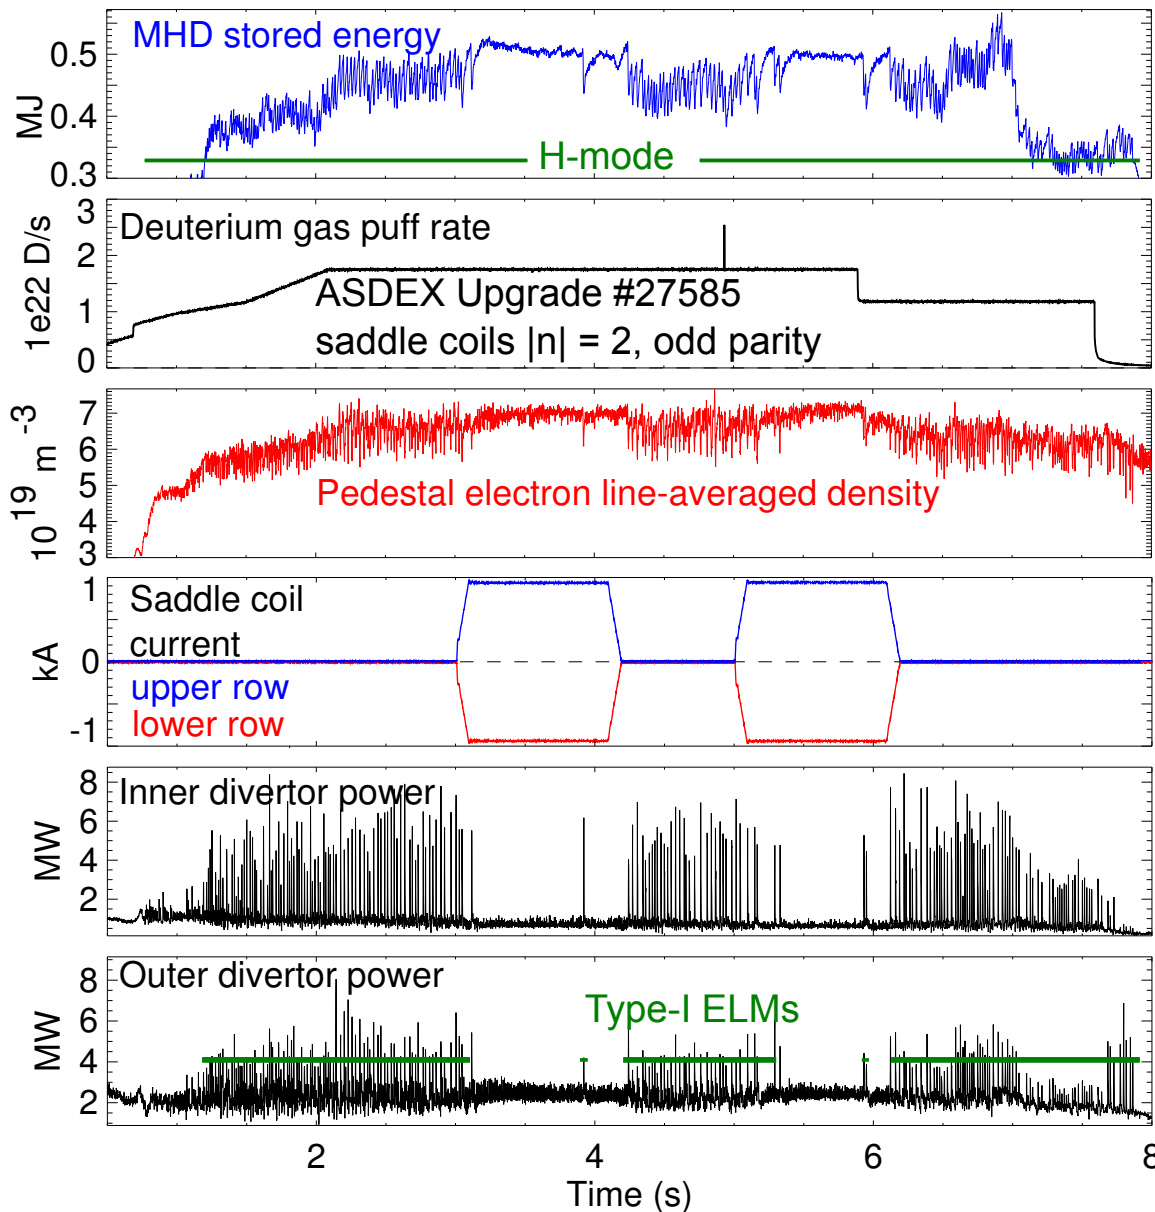 MHD stored energy
0.5
0.4
0.3
MJ
H-mode
Deuterium gas puff rate
3
2
1
0
1e22 D/s
ASDEX Upgrade #27585
saddle coils |n| = 2, odd parity
7
6
5
4
3
10^19 m^-3
Pedestal electron line-averaged density
1
0
-1
kA
Saddle coil
current
upper row
lower row
Inner divertor power
8
6
4
2
MW
Outer divertor power
8
6
4
2
MW
Type-I ELMs
2 4 6 8
Time (s)